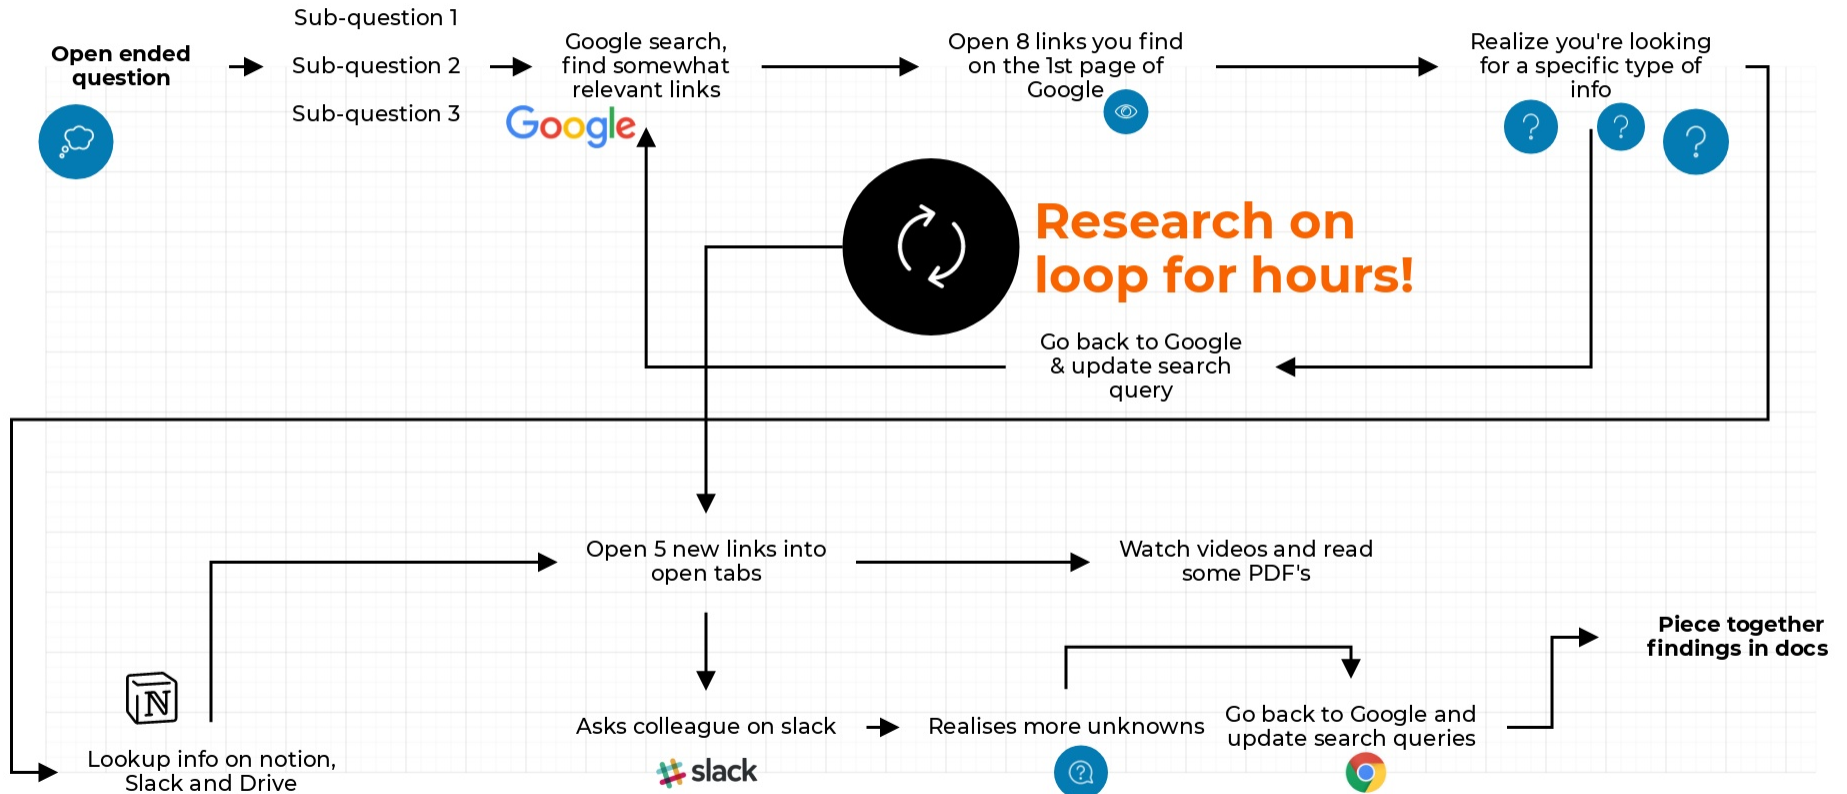 Open ended
question
Sub-question 1
Sub-question 2
Sub-question 3
Google search,
find somewhat
relevant links
Google
Open 8 links you find
on the 1st page of
Google
Realize you're looking
for a specific type of
info
?
?
?
Research on
loop for hours!
Go back to Google
& update search
query
Open 5 new links into
open tabs
Watch videos and read
some PDF's
Piece together
findings in docs
N
Lookup info on notion,
Slack and Drive
Asks colleague on slack
slack
Realises more unknowns
?
Go back to Google and
update search queries